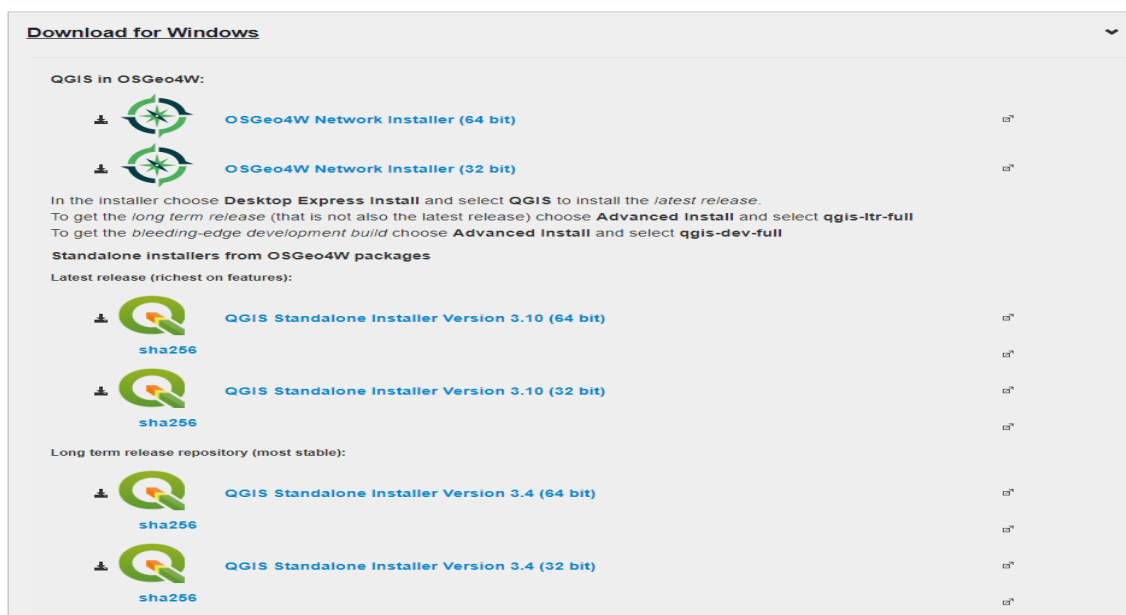 Download for Windows
QGIS in OSGeo4W:
OSGeo4W Network Installer (64 bit)
OSGeo4W Network Installer (32 bit)
In the installer choose Desktop Express Install and select QGIS to install the latest release.
To get the long term release (that is not also the latest release) choose Advanced Install and select qgis-ltr-full
To get the bleeding-edge development build choose Advanced Install and select qgis-dev-full
Standalone installers from OSGeo4W packages
Latest release (richest on features):
QGIS Standalone Installer Version 3.10 (64 bit)
sha256
QGIS Standalone Installer Version 3.10 (32 bit)
sha256
Long term release repository (most stable):
QGIS Standalone Installer Version 3.4 (64 bit)
sha256
QGIS Standalone Installer Version 3.4 (32 bit)
sha256